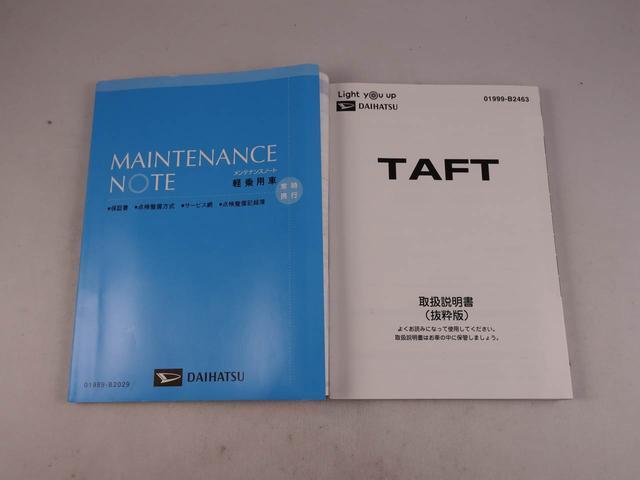 MAINTENANCE
NOTE
メンテナンスノート
軽乗用車
常時
携行
●保証書 ●点検整備方式 ●サービス網 ●点検整備記録簿
01999-B2029
DAIHATSU
Light you up
DAIHATSU
01999-B2463
TAFT
取扱説明書
（抜粋版）
よくお読みになって使用してください。
取扱説明書はお車の中に保管しましょう。